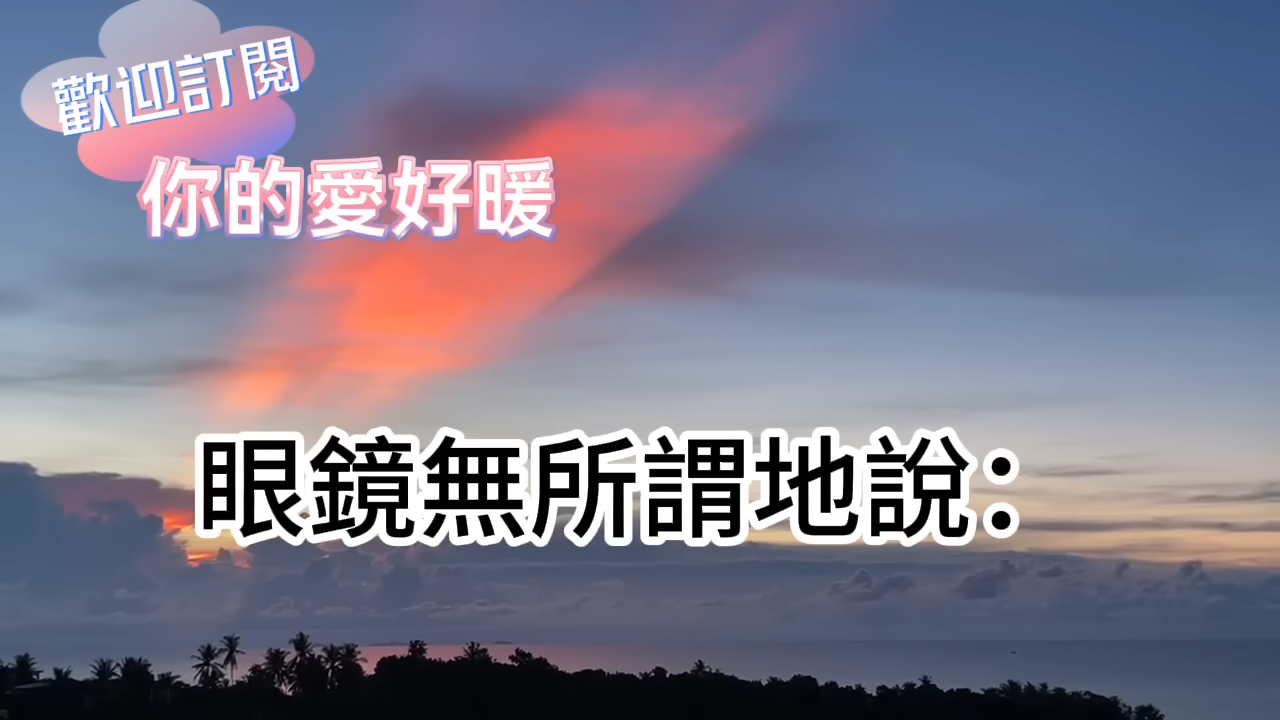 歡迎訂閱
你的愛好暖
眼鏡無所謂地說：